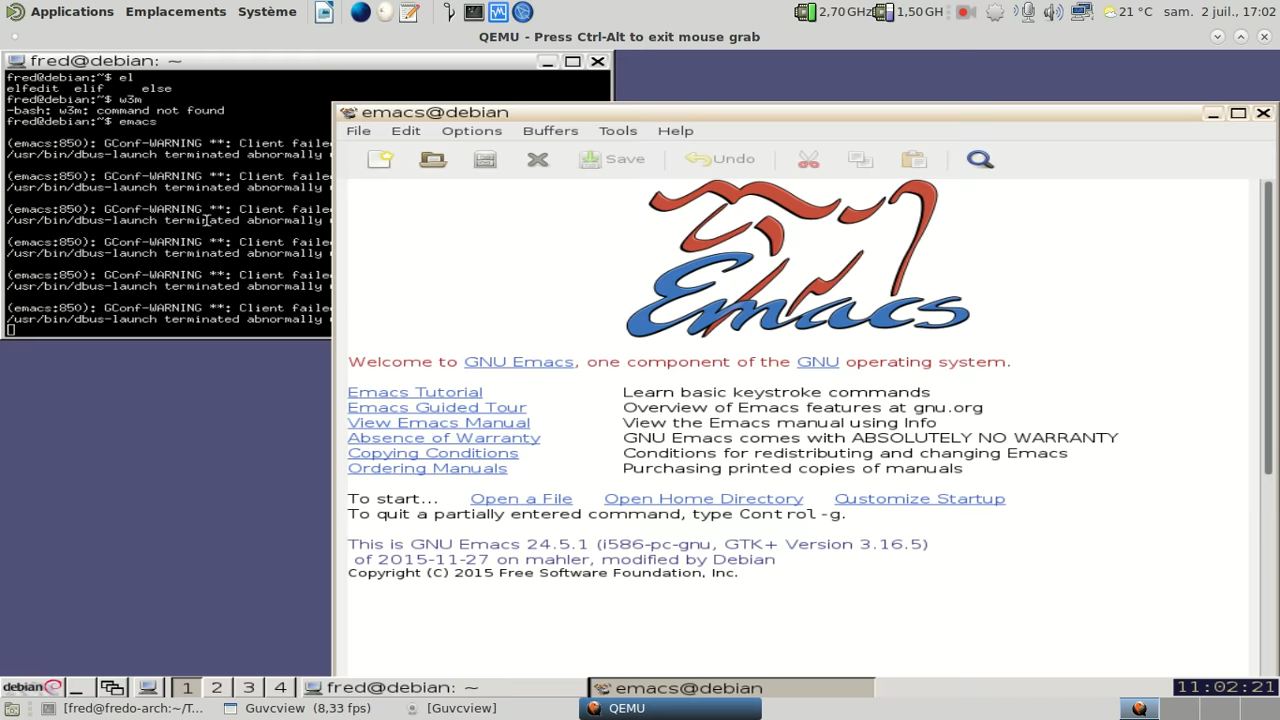 Applications Emplacements Système 2,70 GHz 1,50 GH 21 °C sam. 2 juil., 17:02
QEMU - Press Ctrl-Alt to exit mouse grab
fred@debian: ~
fred@debian:~$ el
elfedit elif else
fred@debian:~$ w3m
-bash: w3m: command not found
fred@debian:~$ emacs
(emacs:850): GConf-WARNING **: Client faile
/usr/bin/dbus-launch terminated abnormally
(emacs:850): GConf-WARNING **: Client faile
/usr/bin/dbus-launch terminated abnormally
(emacs:850): GConf-WARNING **: Client faile
/usr/bin/dbus-launch terminated abnormally
(emacs:850): GConf-WARNING **: Client faile
/usr/bin/dbus-launch terminated abnormally
(emacs:850): GConf-WARNING **: Client faile
/usr/bin/dbus-launch terminated abnormally
(emacs:850): GConf-WARNING **: Client faile
/usr/bin/dbus-launch terminated abnormally
emacs@debian
File Edit Options Buffers Tools Help
Save Undo
Emacs
Welcome to GNU Emacs, one component of the GNU operating system.
Emacs Tutorial Learn basic keystroke commands
Emacs Guided Tour Overview of Emacs features at gnu.org
View Emacs Manual View the Emacs manual using Info
Absence of Warranty GNU Emacs comes with ABSOLUTELY NO WARRANTY
Copying Conditions Conditions for redistributing and changing Emacs
Ordering Manuals Purchasing printed copies of manuals
To start... Open a File Open Home Directory Customize Startup
To quit a partially entered command, type Control-g.
This is GNU Emacs 24.5.1 (i586-pc-gnu, GTK+ Version 3.16.5)
of 2015-11-27 on mahler, modified by Debian
Copyright (C) 2015 Free Software Foundation, Inc.
debian 1 2 3 4 fred@debian: ~ emacs@debian 11:02:21
[fred@fredo-arch:~/T... Guvcview (8,33 fps) [Guvcview] QEMU